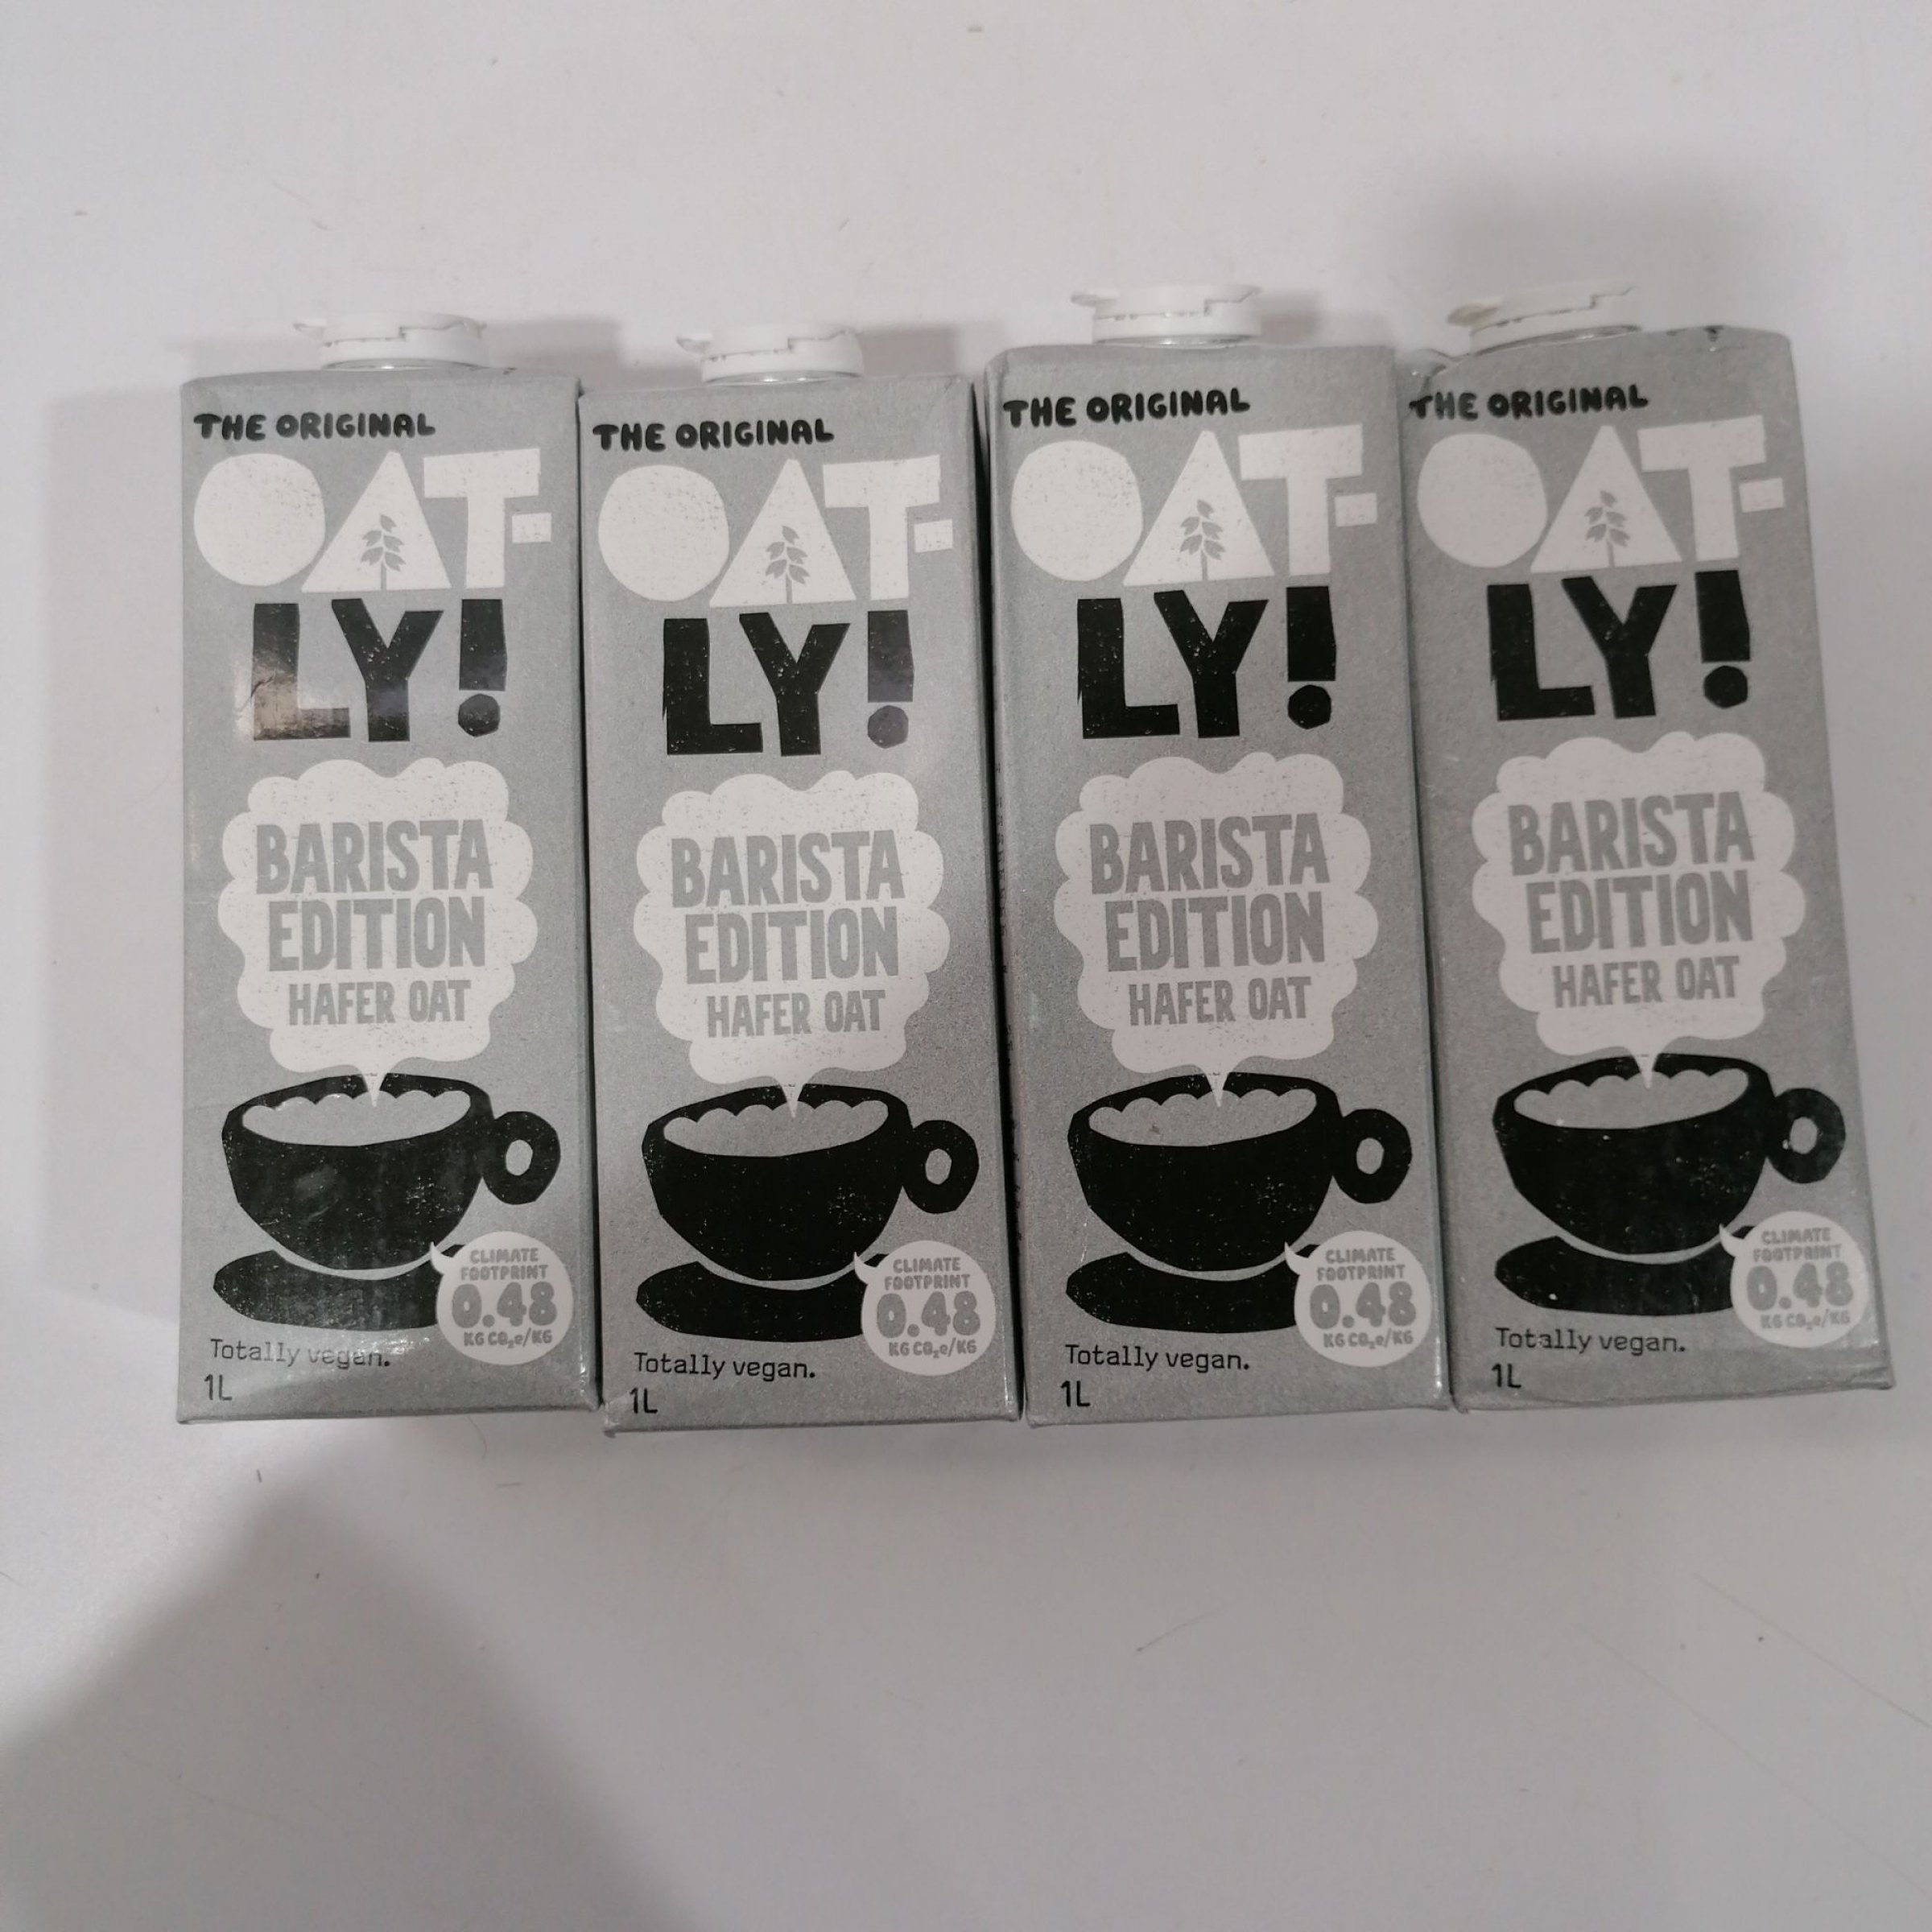 THE ORIGINAL
OAT-
LY!
BARISTA
EDITION
HAFER OAT
CLIMATE
FOOTPRINT
0.48
KG CO₂e/KG
Totally vegan.
1L
THE ORIGINAL
OAT-
LY!
BARISTA
EDITION
HAFER OAT
CLIMATE
FOOTPRINT
0.48
KG CO₂e/KG
Totally vegan.
1L
THE ORIGINAL
OAT-
LY!
BARISTA
EDITION
HAFER OAT
CLIMATE
FOOTPRINT
0.48
KG CO₂e/KG
Totally vegan.
1L
THE ORIGINAL
OAT-
LY!
BARISTA
EDITION
HAFER OAT
CLIMATE
FOOTPRINT
0.48
KG CO₂e/KG
Totally vegan.
1L